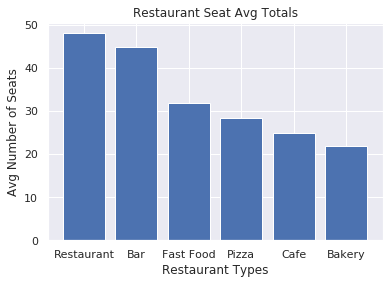 Restaurant Seat Avg Totals
50
40
30
20
10
0
Avg Number of Seats
Restaurant Bar Fast Food Pizza Cafe Bakery
Restaurant Types